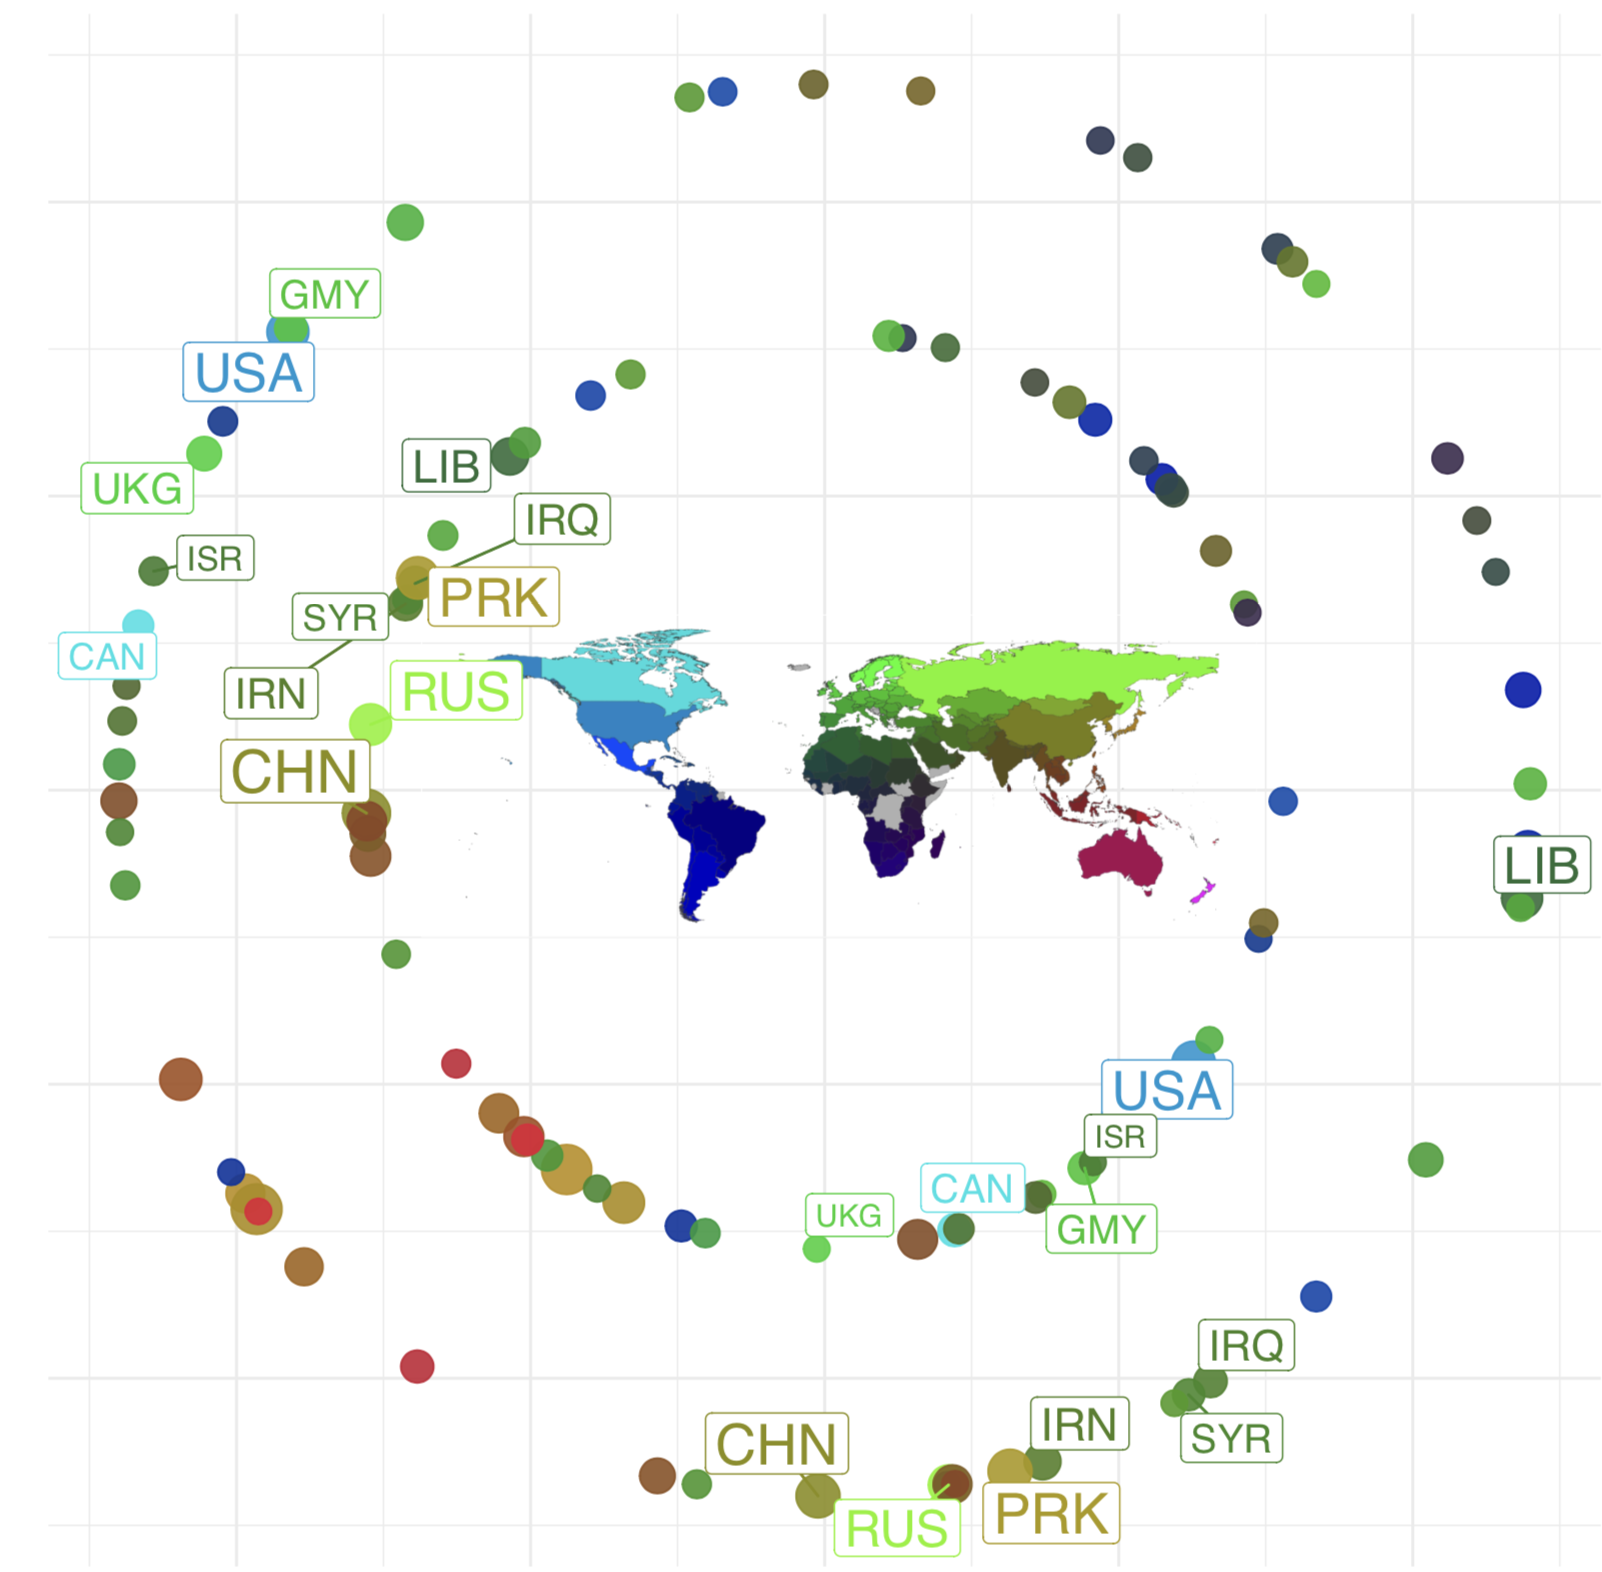 GMY
USA
UKG
LIB
IRQ
ISR
PRK
SYR
CAN
IRN
RUS
CHN
LIB
USA
ISR
CAN
UKG
GMY
IRQ
IRN
SYR
CHN
PRK
RUS